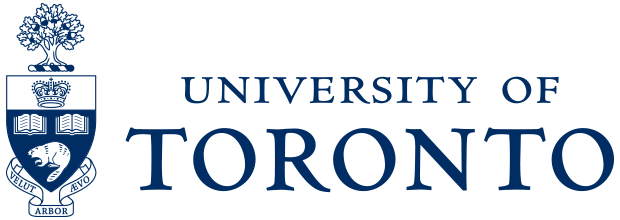 UNIVERSITY OF
TORONTO
VELUT ÆVO
ARBOR